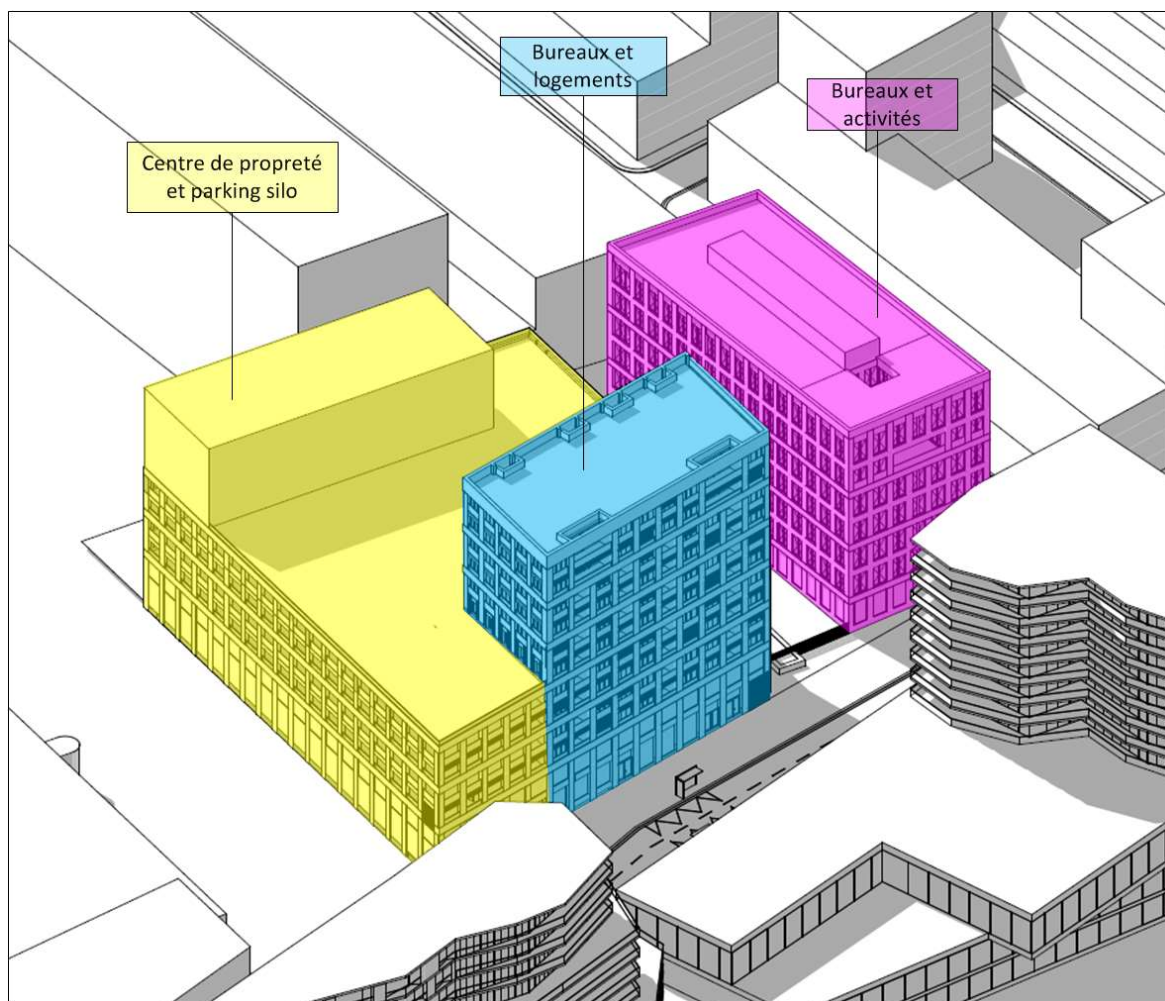 Bureaux et
logements
Bureaux et
activités
Centre de propreté
et parking silo